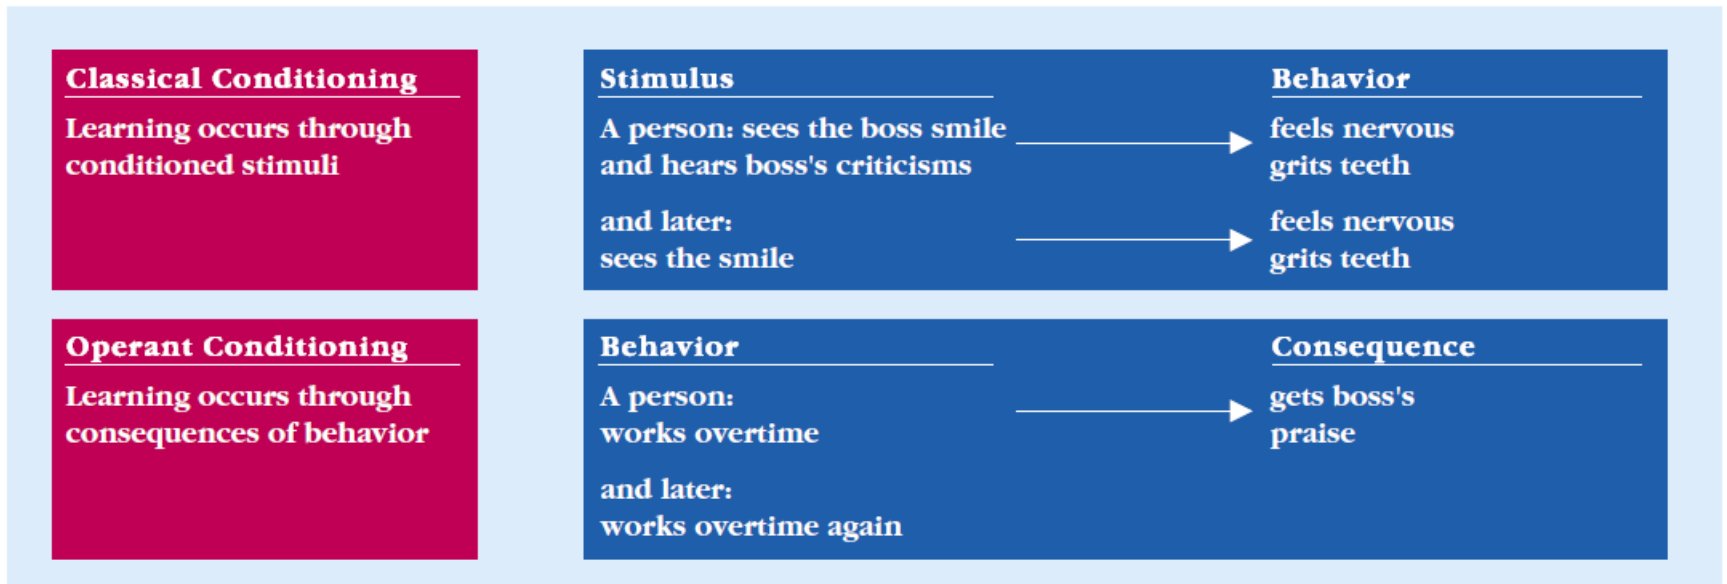 Classical Conditioning
Learning occurs through
conditioned stimuli
Stimulus
A person: sees the boss smile
and hears boss's criticisms
and later:
sees the smile
Behavior
feels nervous
grits teeth
feels nervous
grits teeth
Operant Conditioning
Learning occurs through
consequences of behavior
Behavior
A person:
works overtime
and later:
works overtime again
Consequence
gets boss's
praise